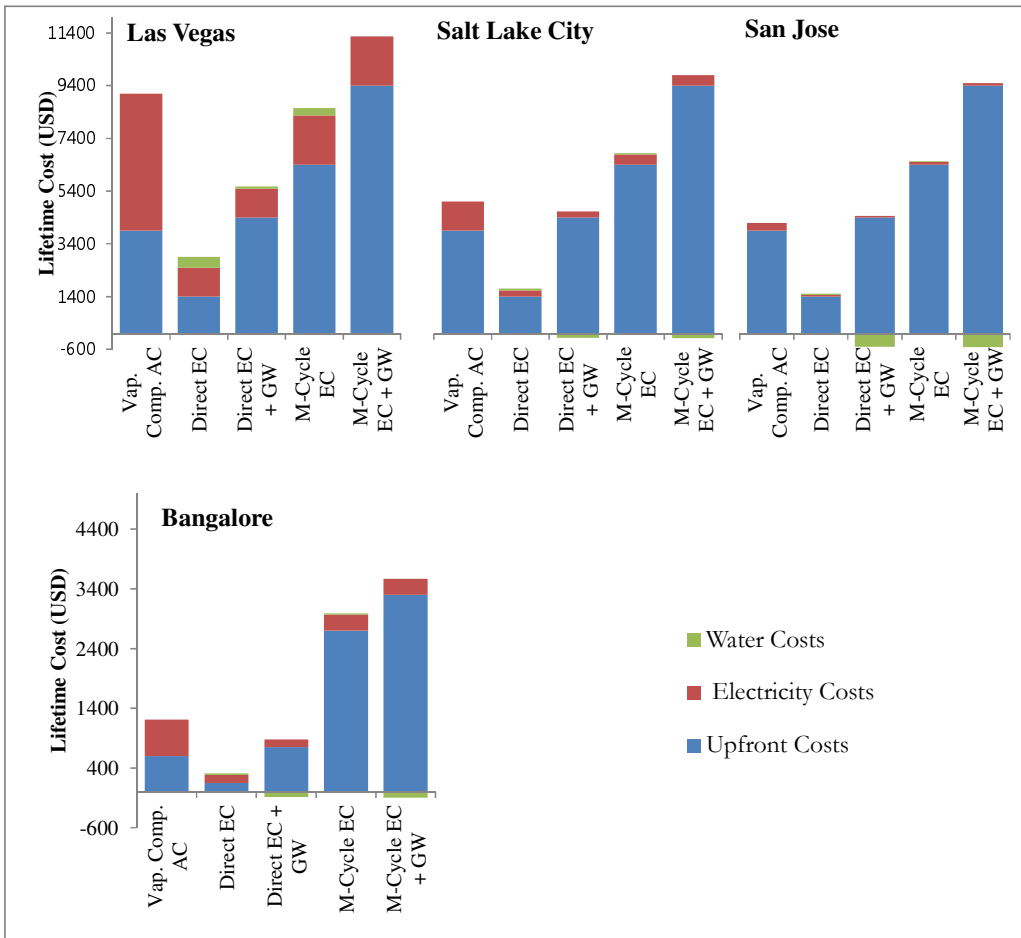 Las Vegas
Salt Lake City
San Jose
Lifetime Cost (USD)
11400
9400
7400
5400
3400
1400
-600
Vap.
Comp. AC
Direct EC
Direct EC
+ GW
M-Cycle
EC
M-Cycle
EC + GW
Vap.
Comp. AC
Direct EC
Direct EC
+ GW
M-Cycle
EC
M-Cycle
EC + GW
Vap.
Comp. AC
Direct EC
Direct EC
+ GW
M-Cycle
EC
M-Cycle
EC + GW
Bangalore
Lifetime Cost (USD)
4400
3400
2400
1400
400
-600
Vap. Comp.
AC
Direct EC
Direct EC +
GW
M-Cycle EC
M-Cycle EC
+ GW
Water Costs
Electricity Costs
Upfront Costs